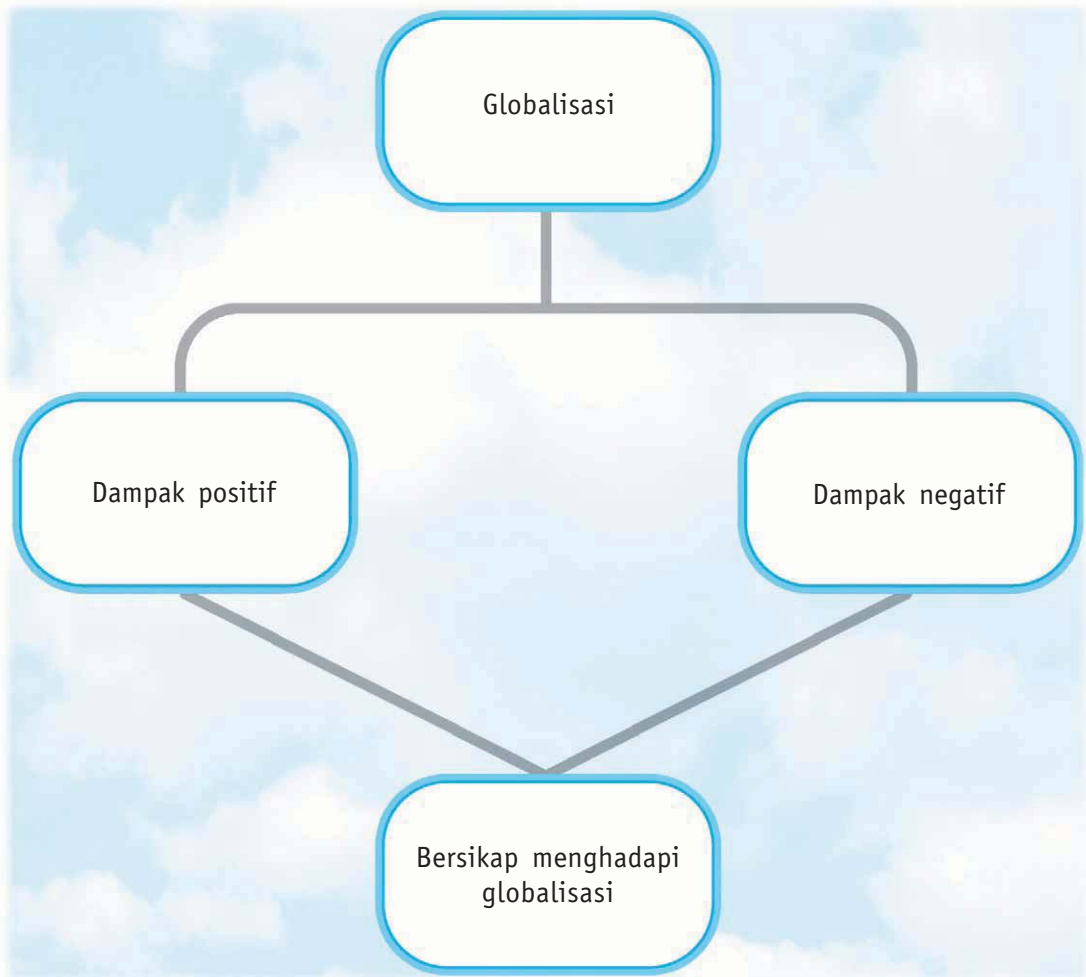 Globalisasi
Dampak positif
Dampak negatif
Bersikap menghadapi
globalisasi